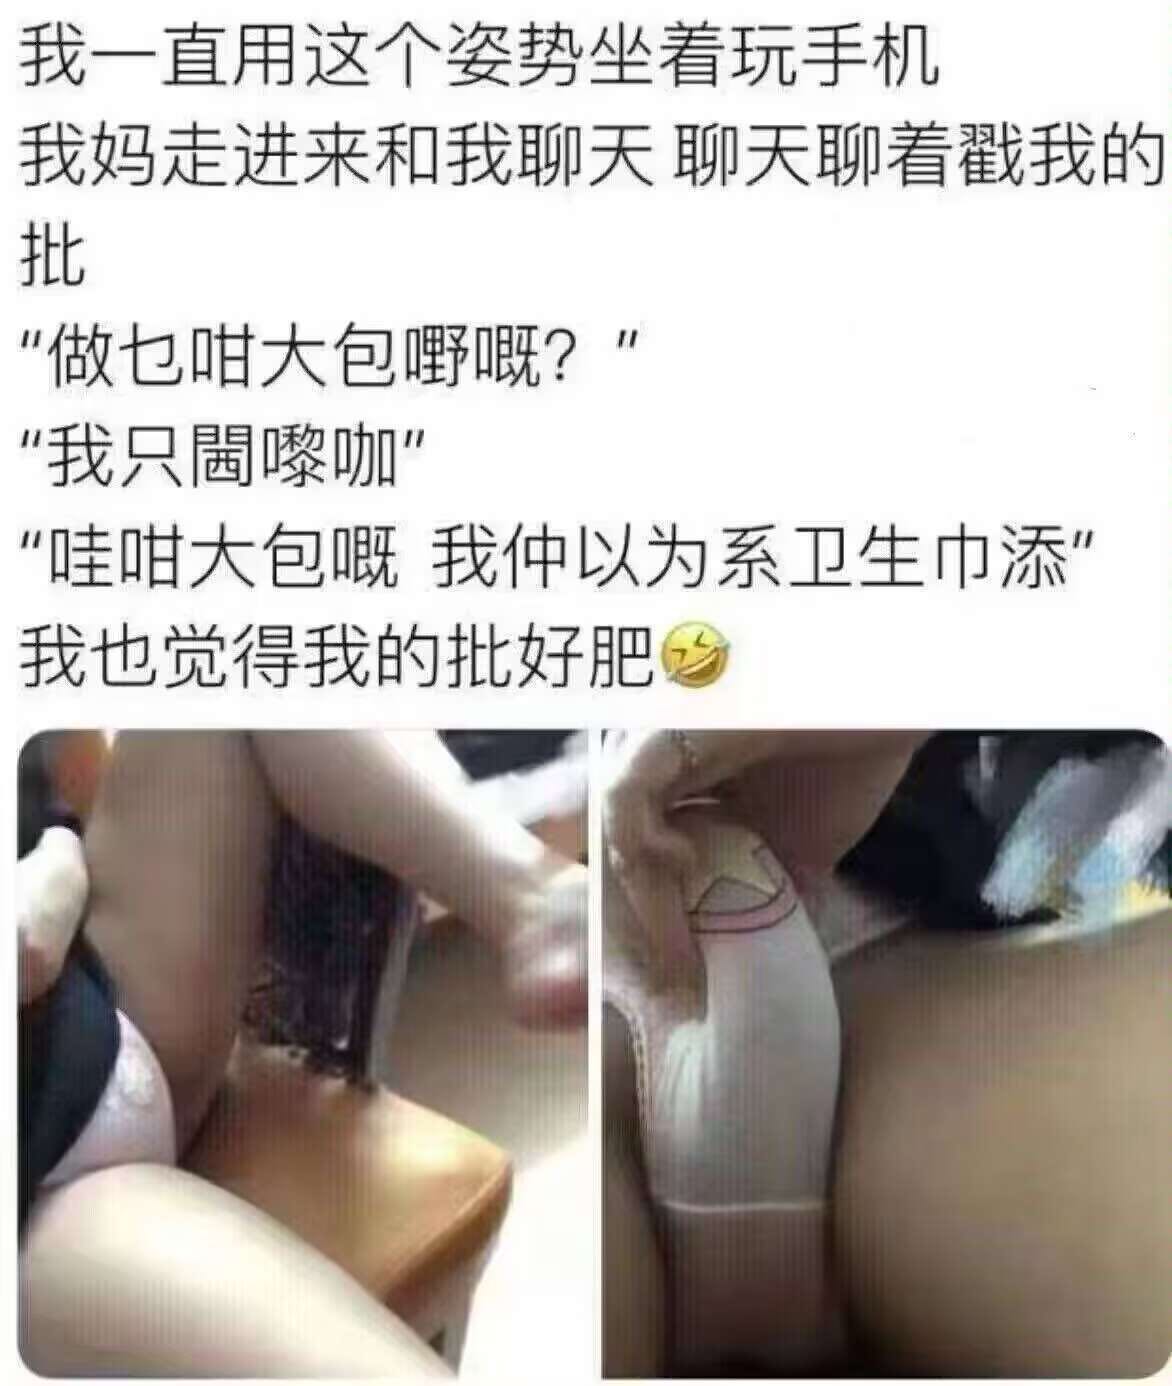 我一直用这个姿势坐着玩手机
我妈走进来和我聊天 聊天聊着戳我的
批
“做乜咁大包嘢嘅？”
“我只閪嚟咖”
“哇咁大包嘅 我仲以为系卫生巾添”
我也觉得我的批好肥🤣